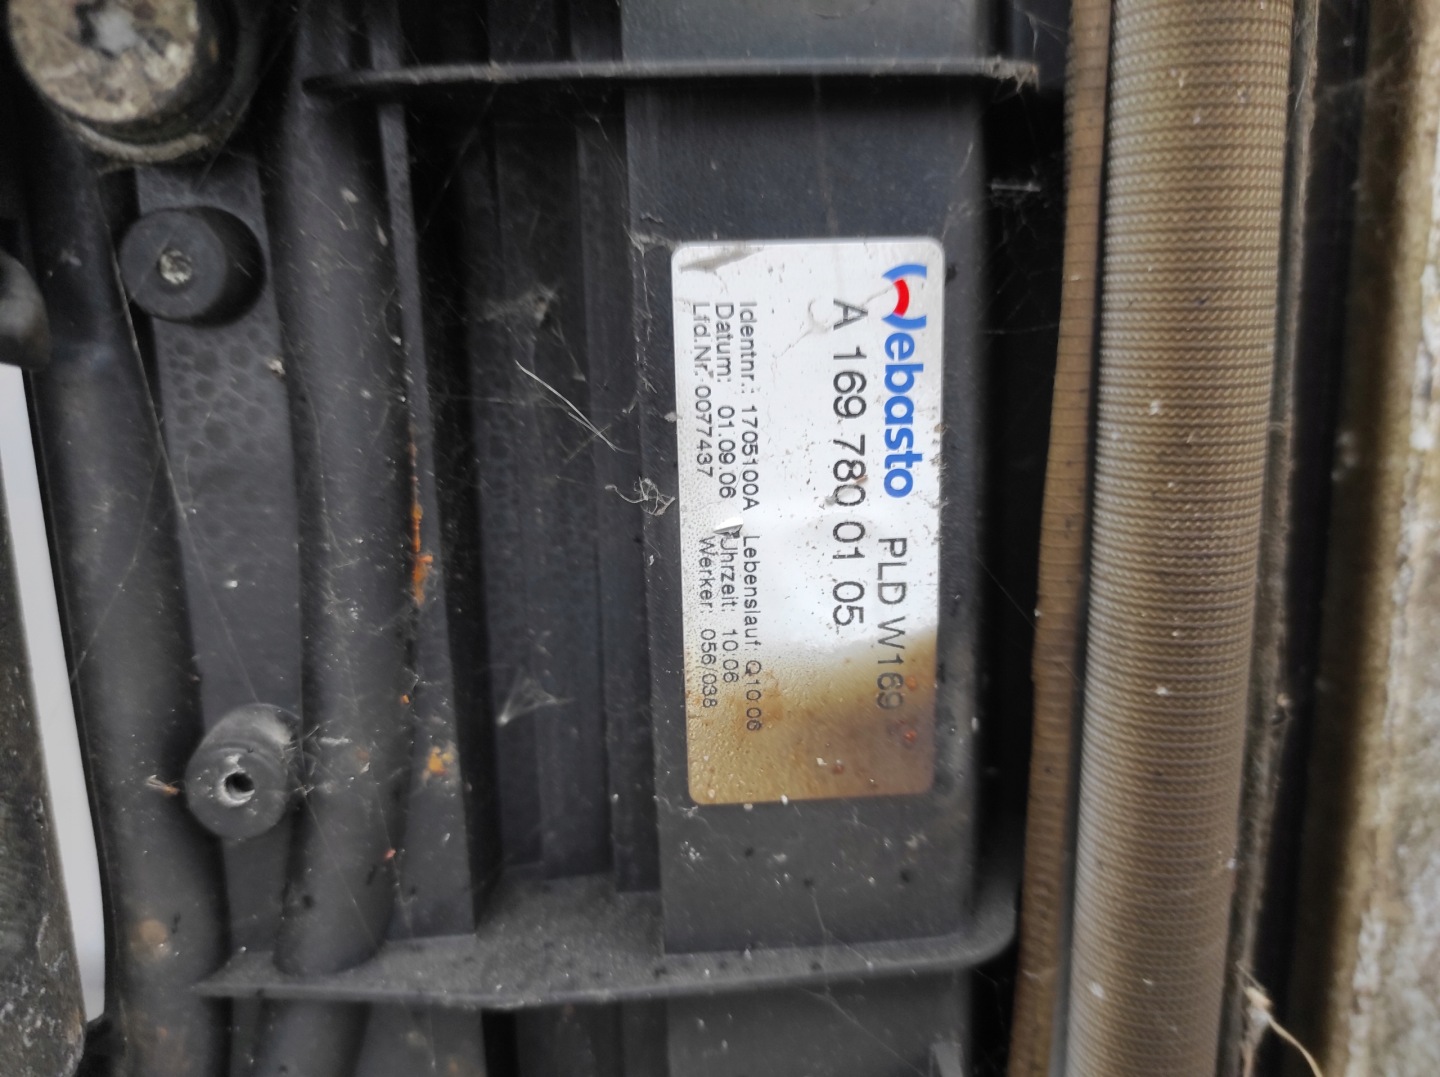 Webasto PLD W169
A 169 780 01 05
Identnr.: 1705100A Lebenslauf: Q10.06
Datum: 01.09.06 Uhrzeit: 10:06
Lfd.Nr. 0077437 Werker: 056/038